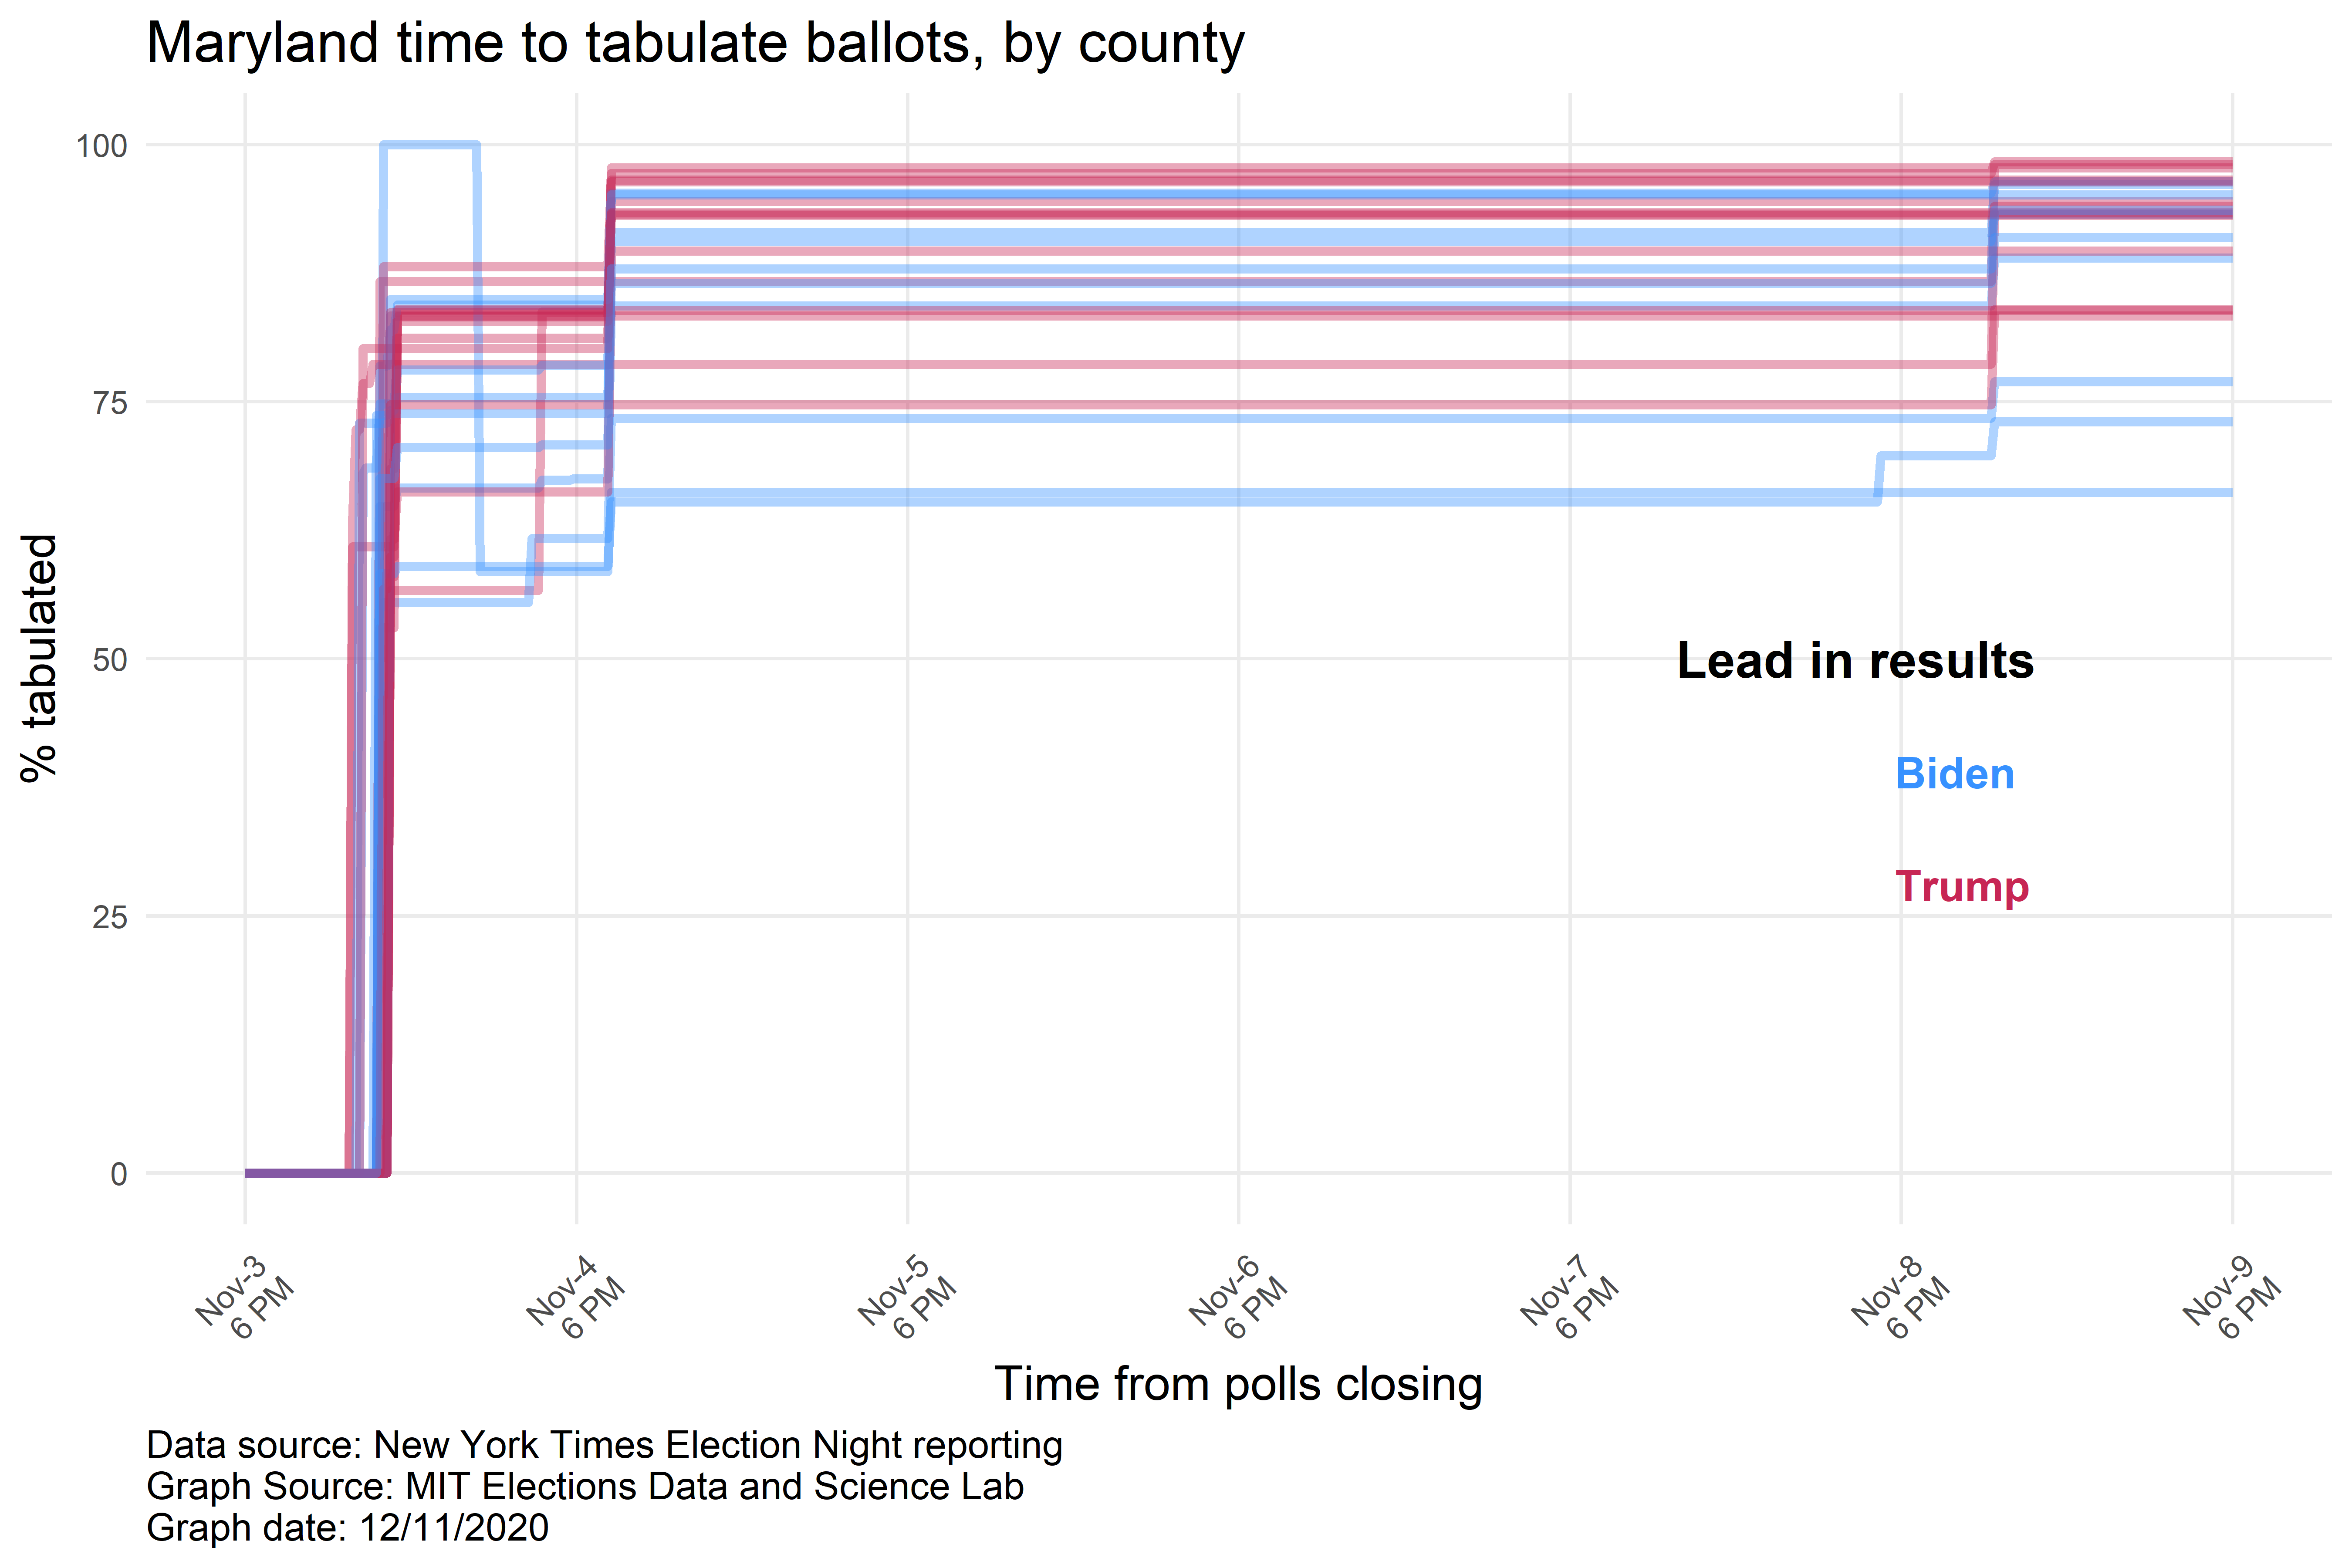 Maryland time to tabulate ballots, by county
100
75
50
25
0
% tabulated
Lead in results
Biden
Trump
Nov-3
6 PM
Nov-4
6 PM
Nov-5
6 PM
Nov-6
6 PM
Nov-7
6 PM
Nov-8
6 PM
Nov-9
6 PM
Time from polls closing
Data source: New York Times Election Night reporting
Graph Source: MIT Elections Data and Science Lab
Graph date: 12/11/2020